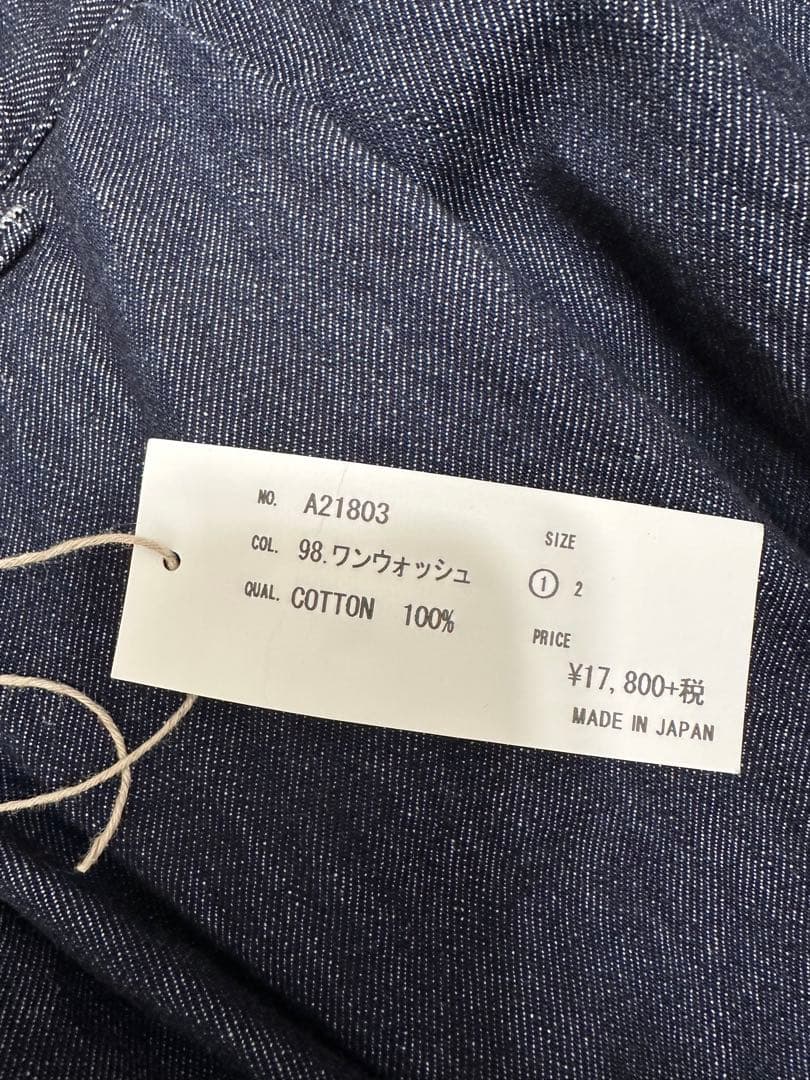 NO. A21803
COL. 98.ワンウォッシュ
QUAL. COTTON 100%
SIZE
① 2
PRICE
¥17,800+税
MADE IN JAPAN